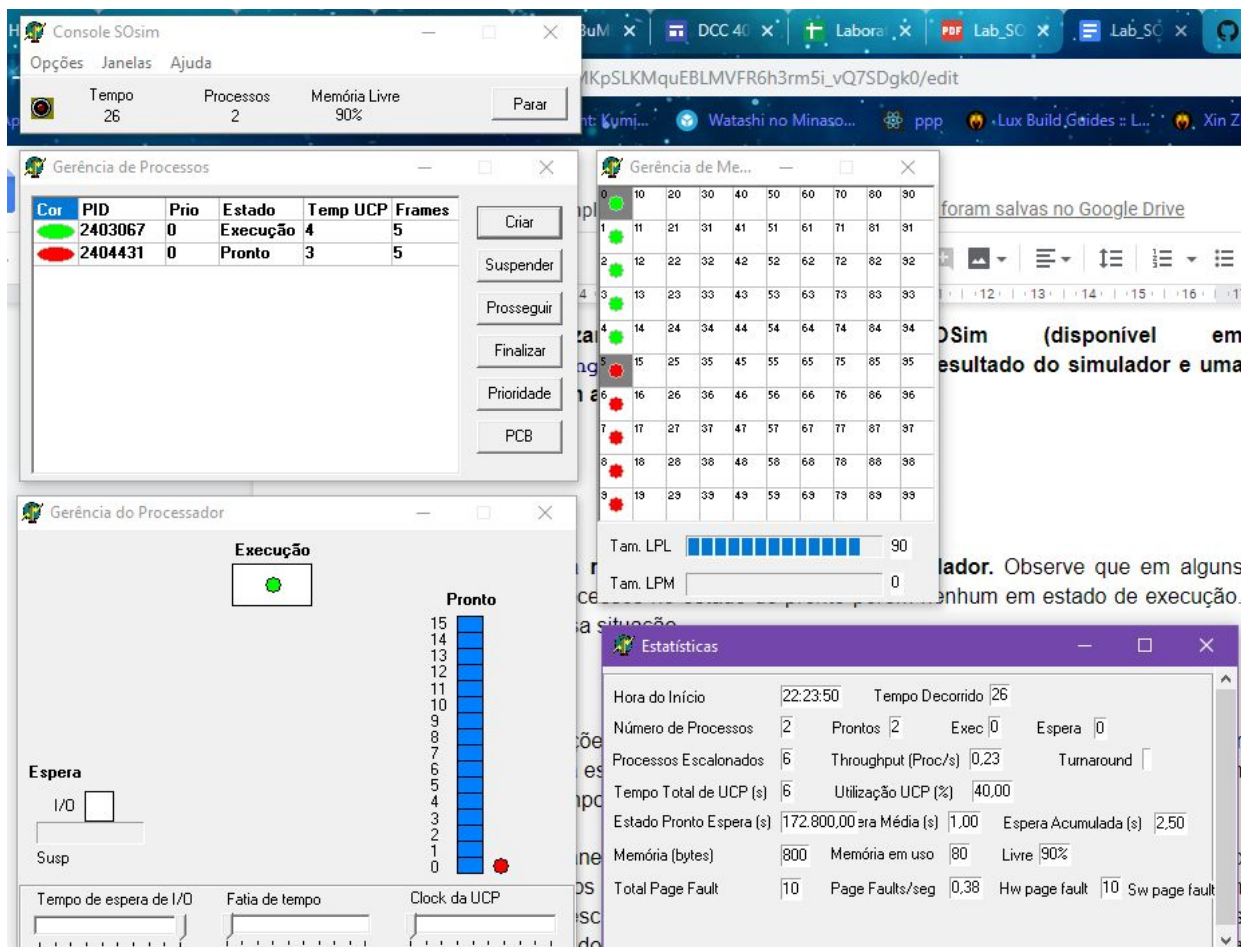 Console SOsim
Opções Janelas Ajuda
Tempo Processos Memória Livre
26 2 90%
Parar
DCC 40
Labora
PDF Lab_SO
Lab_SO
MKpSLKMquEBLMVFR6h3rm5i_vQ7SDgk0/edit
nt: Kumi...
Watashi no Minaso...
ppp
Lux Build Guides :: L...
Xin Z
Gerência de Processos
Cor PID Prio Estado Temp UCP Frames
2403067 0 Execução 4 5
2404431 0 Pronto 3 5
Criar
Suspender
Prosseguir
Finalizar
Prioridade
PCB
Gerência de Me...
0 10 20 30 40 50 60 70 80 90
1 11 21 31 41 51 61 71 81 91
2 12 22 32 42 52 62 72 82 92
3 13 23 33 43 53 63 73 83 93
4 14 24 34 44 54 64 74 84 94
5 15 25 35 45 55 65 75 85 95
6 16 26 36 46 56 66 76 86 96
7 17 27 37 47 57 67 77 87 97
8 18 28 38 48 58 68 78 88 98
9 19 29 39 49 59 69 79 89 99
Tam. LPL 90
Tam. LPM 0
foram salvas no Google Drive
12 13 14 15 16
OSim (disponível em
esultado do simulador e uma
lador. Observe que em alguns
nenhum em estado de execução.
sa situação
Gerência do Processador
Execução
Pronto
15
14
13
12
11
10
9
8
7
6
5
4
3
2
1
0
Espera
I/O
Susp
Tempo de espera de I/O
Fatia de tempo
Clock da UCP
Estatísticas
Hora do Início 22:23:50 Tempo Decorrido 26
Número de Processos 2 Prontos 2 Exec 0 Espera 0
Processos Escalonados 6 Throughput (Proc/s) 0,23 Turnaround
Tempo Total de UCP (s) 6 Utilização UCP (%) 40,00
Estado Pronto Espera (s) 172.800,00 era Média (s) 1,00 Espera Acumulada (s) 2,50
Memória (bytes) 800 Memória em uso 80 Livre 90%
Total Page Fault 10 Page Faults/seg 0,38 Hw page fault 10 Sw page fault